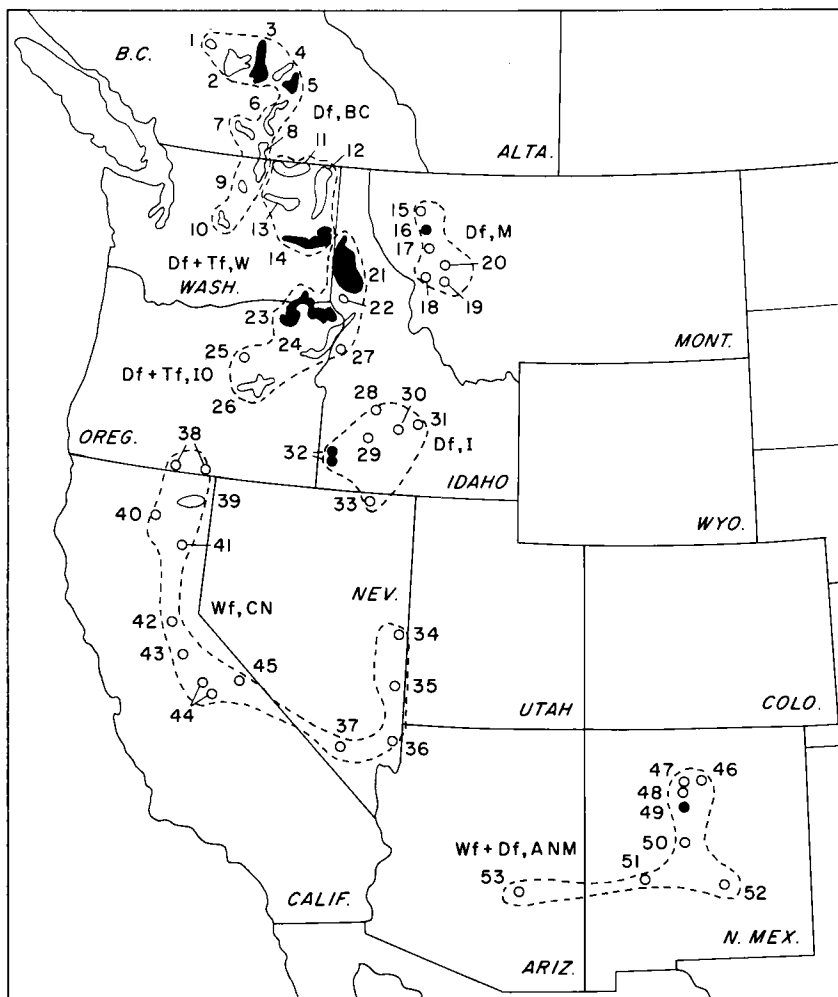 1
3
B.C.
4
2
5
6
Df, BC
7
8
11
12
ALTA.
9
15
10
13
16
Df, M
17
14
20
Df + Tf, W
WASH.
21
18
19
22
23
MONT.
24
25
27
Df + Tf, IO
28
30
26
31
38
Df, I
OREG.
32
29
IDAHO
39
33
40
WYO.
41
NEV.
Wf, CN
42
34
43
45
35
44
UTAH
COLO.
37
36
47
46
48
49
Wf + Df, ANM
50
51
53
52
CALIF.
N. MEX.
ARIZ.